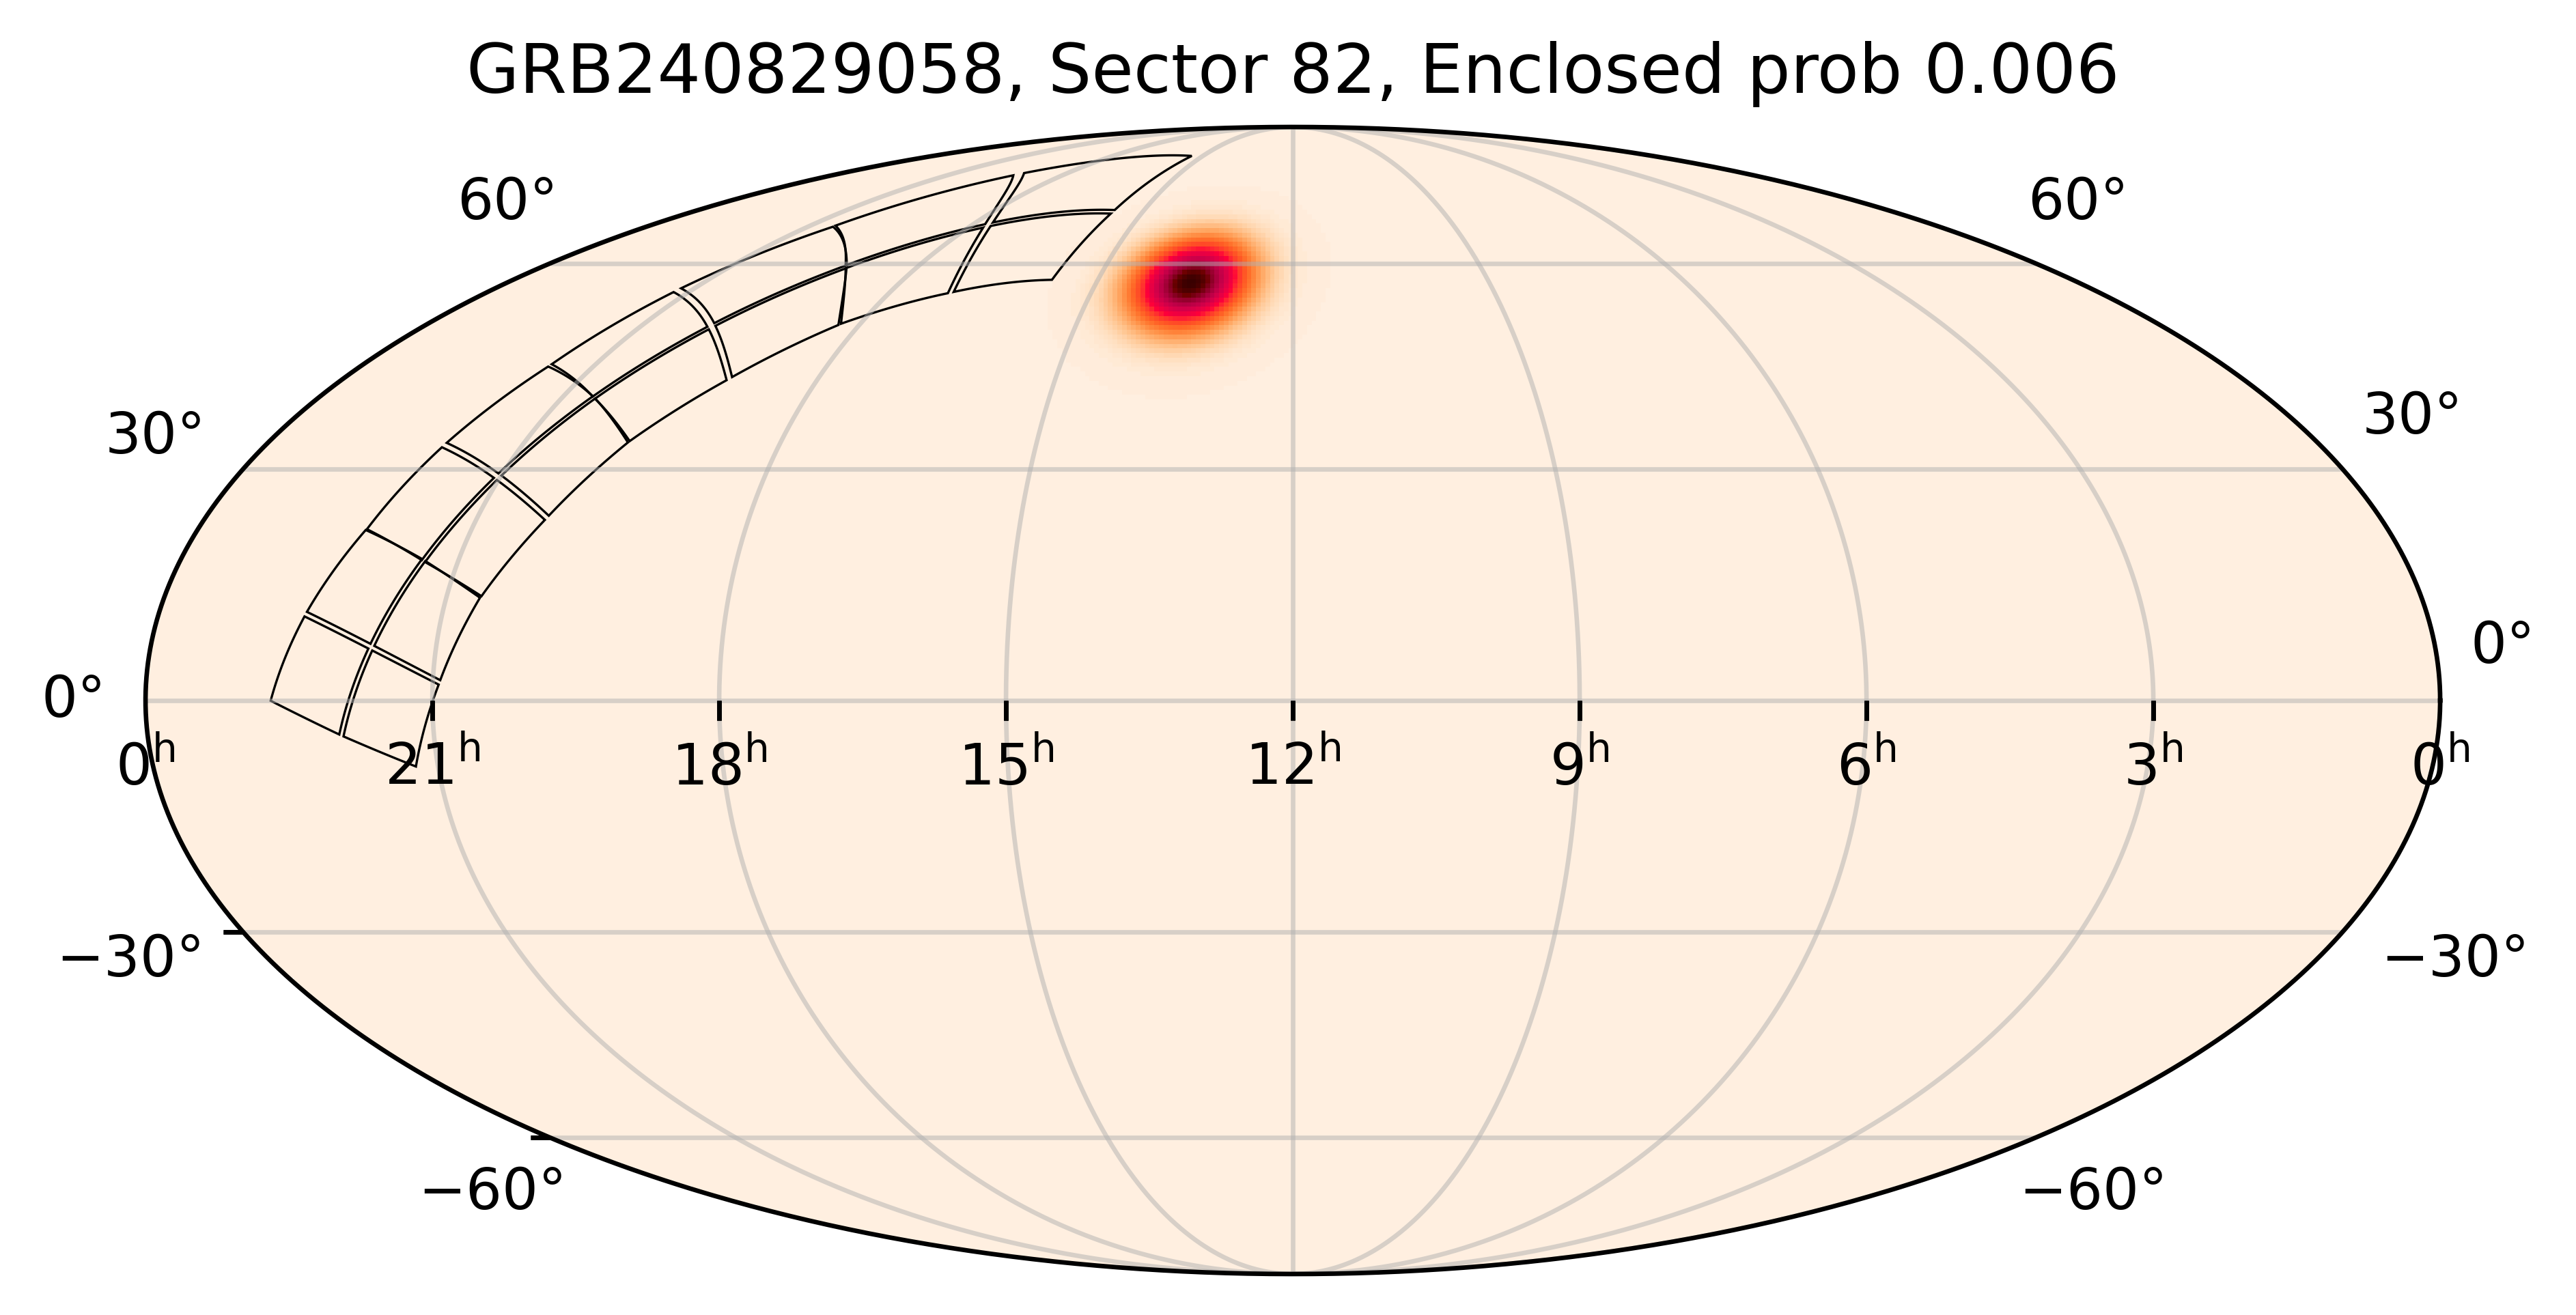 GRB240829058, Sector 82, Enclosed prob 0.006
60° 60°
30° 30°
0° 0°
0ʰ 21ʰ 18ʰ 15ʰ 12ʰ 9ʰ 6ʰ 3ʰ 0ʰ
−30° −30°
−60° −60°